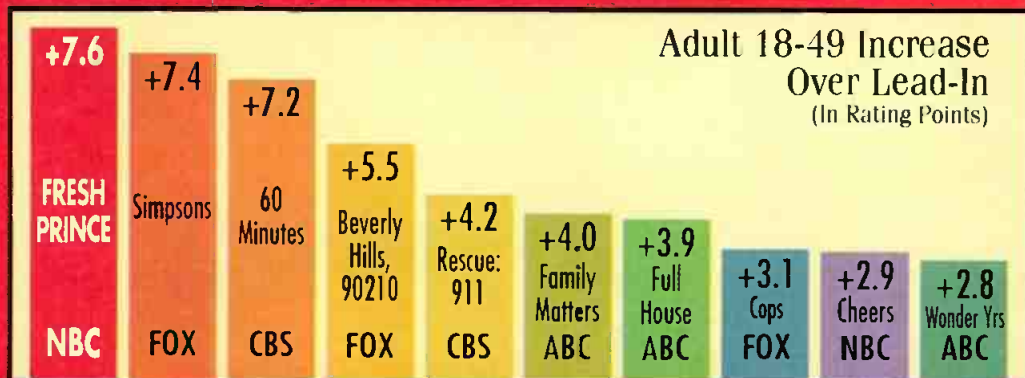 Adult 18-49 Increase
Over Lead-In
(In Rating Points)
+7.6
FRESH
PRINCE
NBC
+7.4
Simpsons
FOX
+7.2
60
Minutes
CBS
+5.5
Beverly
Hills,
90210
FOX
+4.2
Rescue:
911
CBS
+4.0
Family
Matters
ABC
+3.9
Full
House
ABC
+3.1
Cops
FOX
+2.9
Cheers
NBC
+2.8
Wonder Yrs
ABC